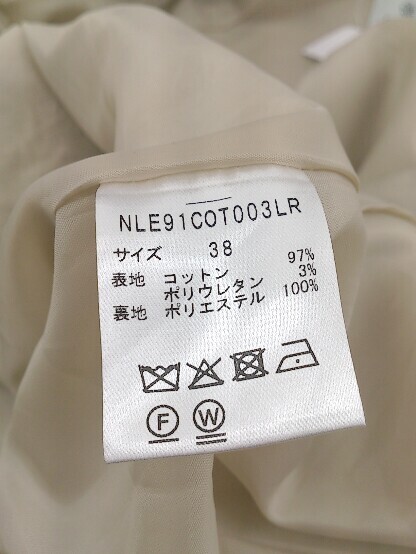 NLE91COT003LR
サイズ 38
表地 コットン 97%
ポリウレタン 3%
裏地 ポリエステル 100%
F W